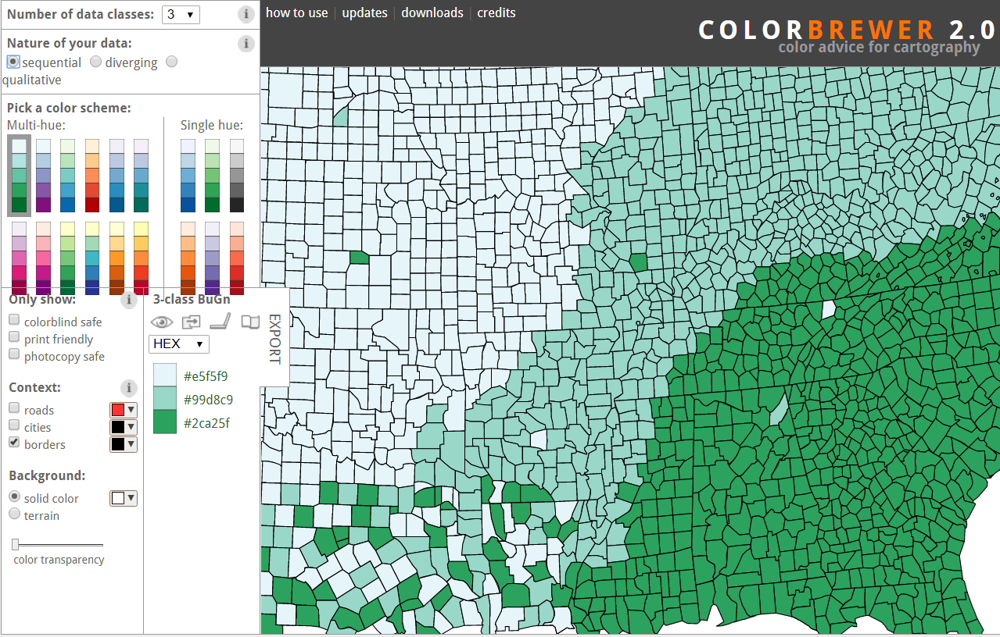 Number of data classes: 3 i
how to use | updates | downloads | credits
COLORBREWER 2.0
color advice for cartography
Nature of your data: i
sequential diverging
qualitative
Pick a color scheme:
Multi-hue: Single hue:
Only show: i
colorblind safe
print friendly
photocopy safe
Context: i
roads
cities
borders
Background:
solid color
terrain
color transparency
3-class BuGn
EXPORT
HEX
#e5f5f9
#99d8c9
#2ca25f